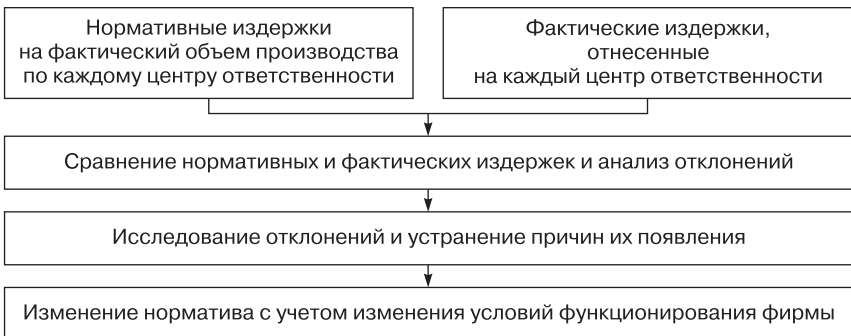 Нормативные издержки
на фактический объем производства
по каждому центру ответственности
Фактические издержки,
отнесенные
на каждый центр ответственности
Сравнение нормативных и фактических издержек и анализ отклонений
Исследование отклонений и устранение причин их появления
Изменение норматива с учетом изменения условий функционирования фирмы